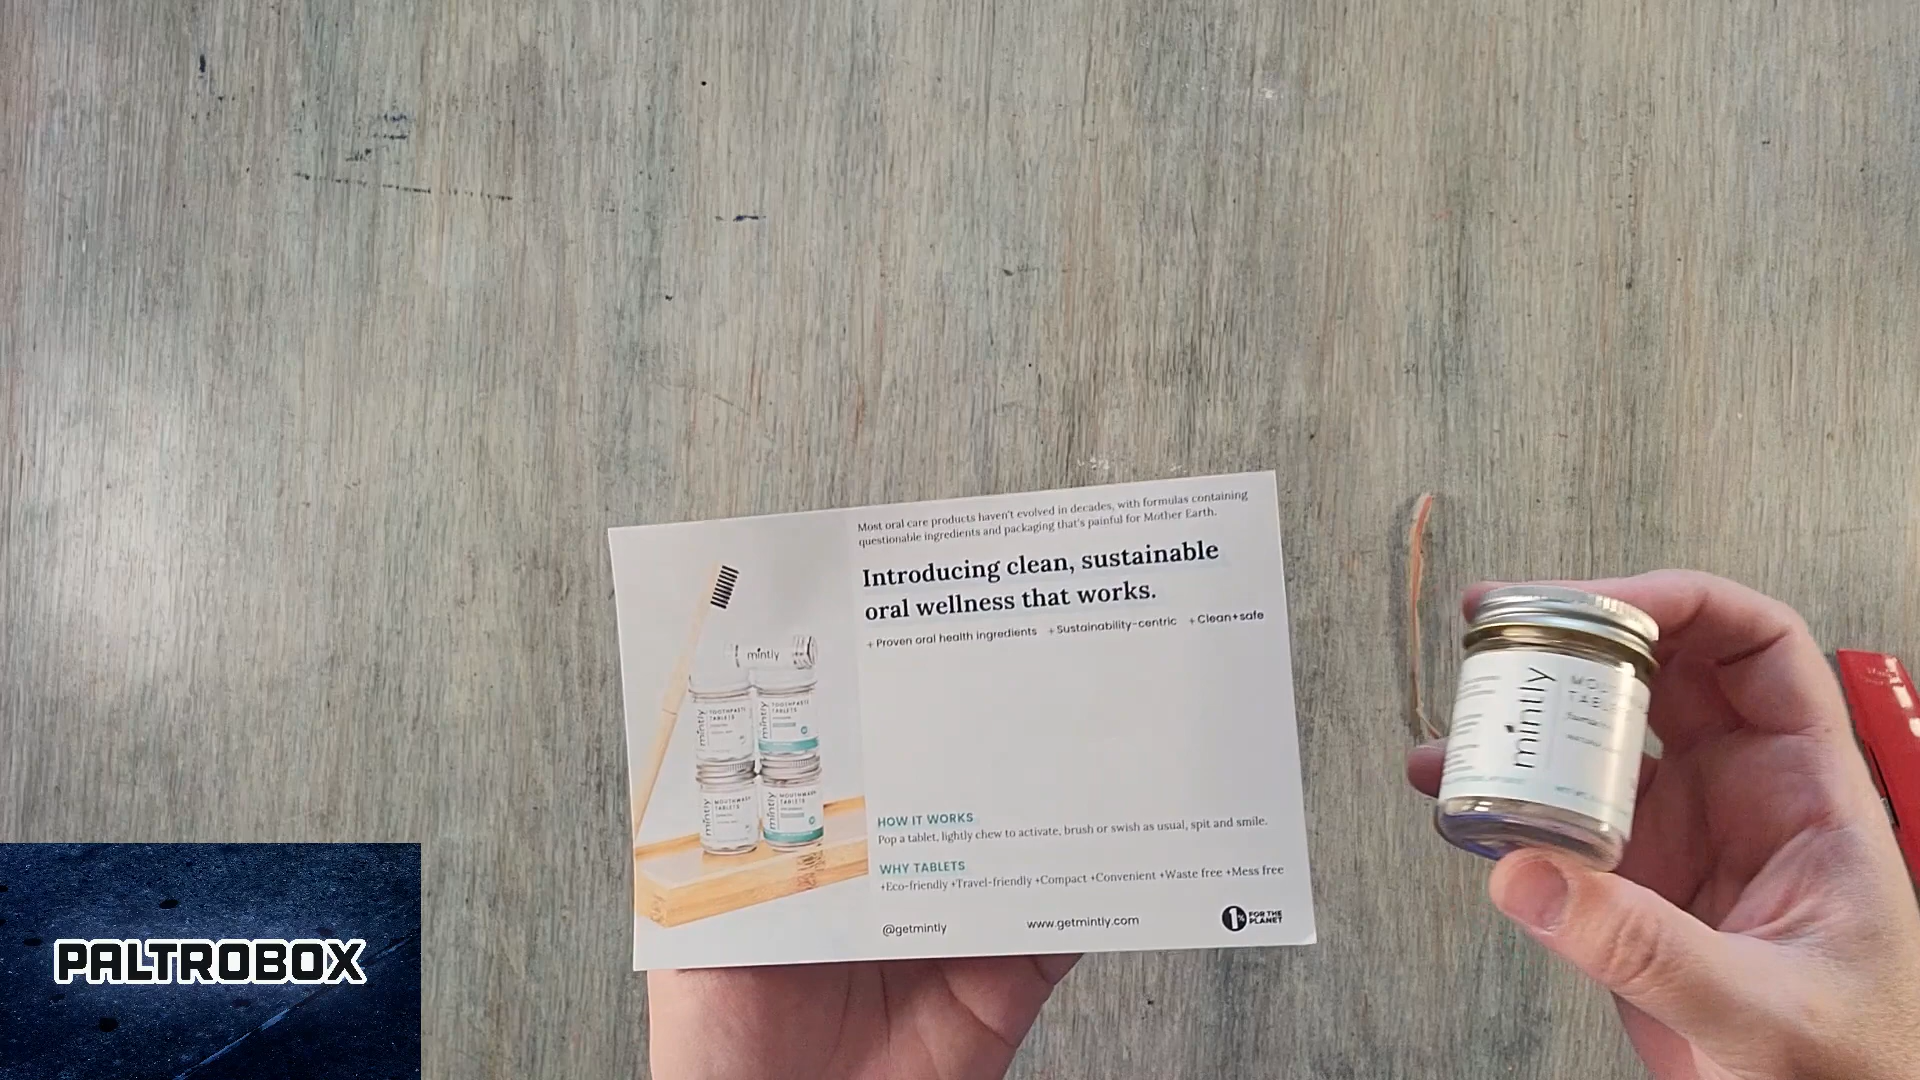 Most oral care products haven't evolved in decades, with formulas containing
questionable ingredients and packaging that's painful for Mother Earth.
Introducing clean, sustainable
oral wellness that works.
+Proven oral health ingredients +Sustainability-centric +Clean+safe
mintly
mintly TOOTHPASTE TABLETS
mintly TOOTHPASTE TABLETS
mintly MOUTHWASH TABLETS
mintly MOUTHWASH TABLETS
HOW IT WORKS
Pop a tablet, lightly chew to activate, brush or swish as usual, spit and smile.
WHY TABLETS
+Eco-friendly +Travel-friendly +Compact +Convenient +Waste free +Mess free
@getmintly www.getmintly.com 1% FOR THE PLANET
mintly
PALTROBOX